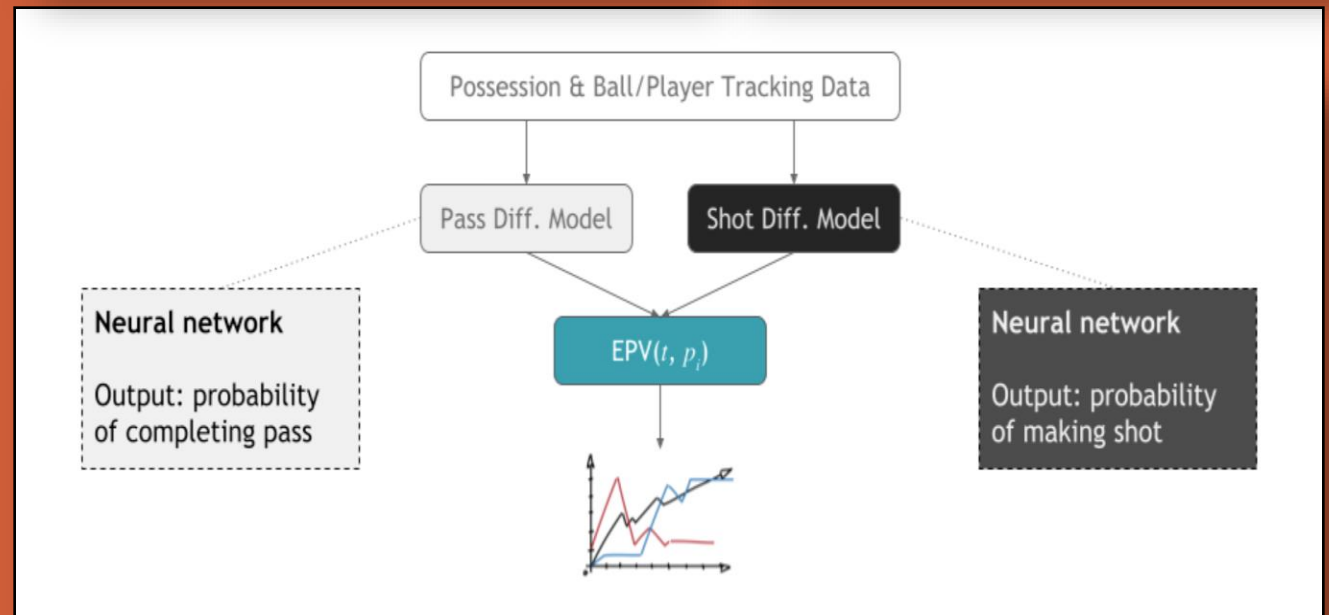 Possession & Ball/Player Tracking Data
Pass Diff. Model
Shot Diff. Model
Neural network
Output: probability
of completing pass
EPV(t, pᵢ)
Neural network
Output: probability
of making shot